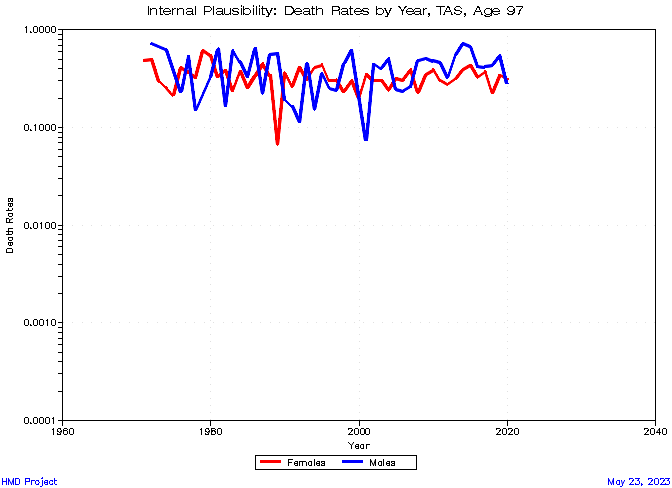 Internal Plausibility: Death Rates by Year, TAS, Age 97
1.0000
0.1000
0.0100
0.0010
0.0001
Death Rates
1960
1980
2000
2020
2040
Year
Females
Males
HMD Project
May 23, 2023